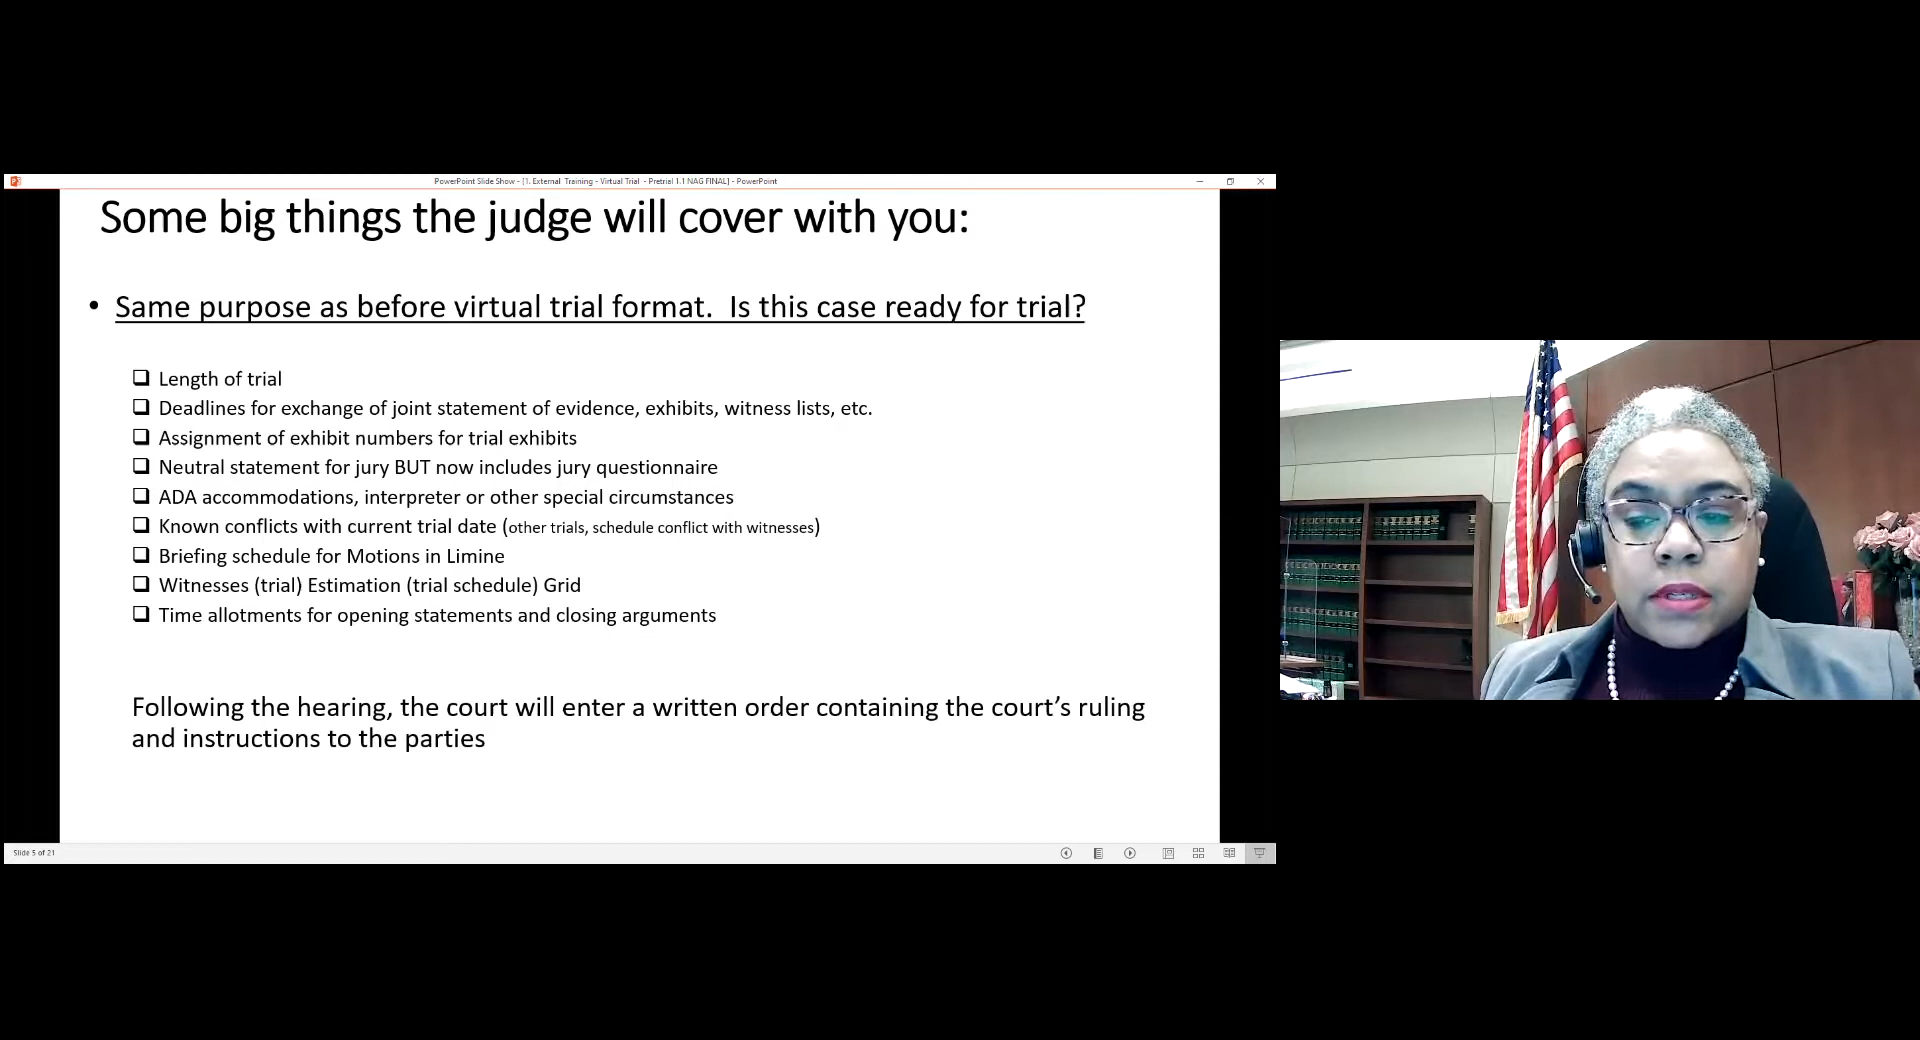 PowerPoint Slide Show - [1. External Training - Virtual Trial - Pretrial 1.1 NAG FINAL] - PowerPoint
Some big things the judge will cover with you:
• Same purpose as before virtual trial format. Is this case ready for trial?
❑ Length of trial
❑ Deadlines for exchange of joint statement of evidence, exhibits, witness lists, etc.
❑ Assignment of exhibit numbers for trial exhibits
❑ Neutral statement for jury BUT now includes jury questionnaire
❑ ADA accommodations, interpreter or other special circumstances
❑ Known conflicts with current trial date (other trials, schedule conflict with witnesses)
❑ Briefing schedule for Motions in Limine
❑ Witnesses (trial) Estimation (trial schedule) Grid
❑ Time allotments for opening statements and closing arguments
Following the hearing, the court will enter a written order containing the court’s ruling
and instructions to the parties
Slide 5 of 21